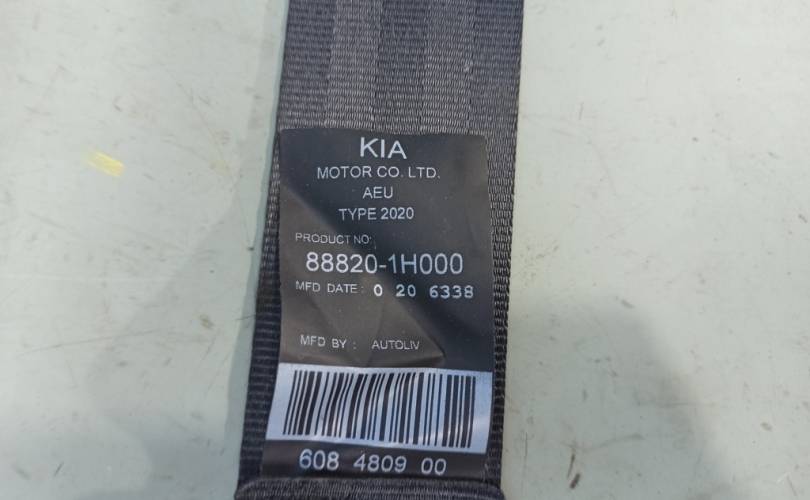 KIA
MOTOR CO. LTD.
AEU
TYPE 2020
PRODUCT NO:
88820-1H000
MFD DATE: 0 20 6338
MFD BY : AUTOLIV
608 4809 00